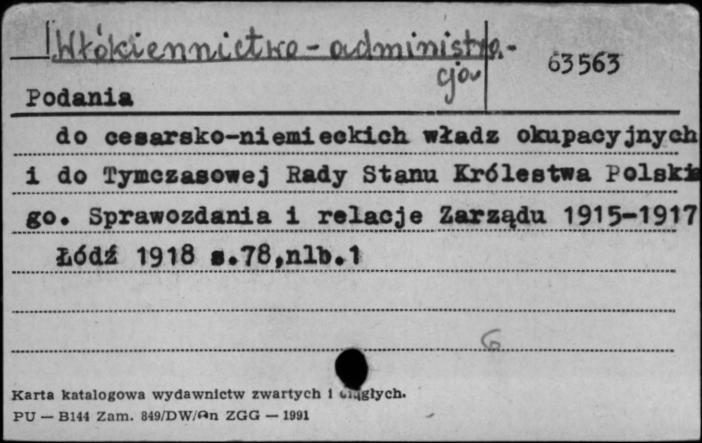 Włókiennictwo - administra-
cja
63563
Podania
do cesarsko-niemieckich władz okupacyjnych
i do Tymczasowej Rady Stanu Królestwa Polskie
go. Sprawozdania i relacje Zarządu 1915-1917
Łódź 1918 s.78,nlb.1
6
Karta katalogowa wydawnictw zwartych i ciągłych.
PU — B144 Zam. 849/DW/An ZGG — 1991